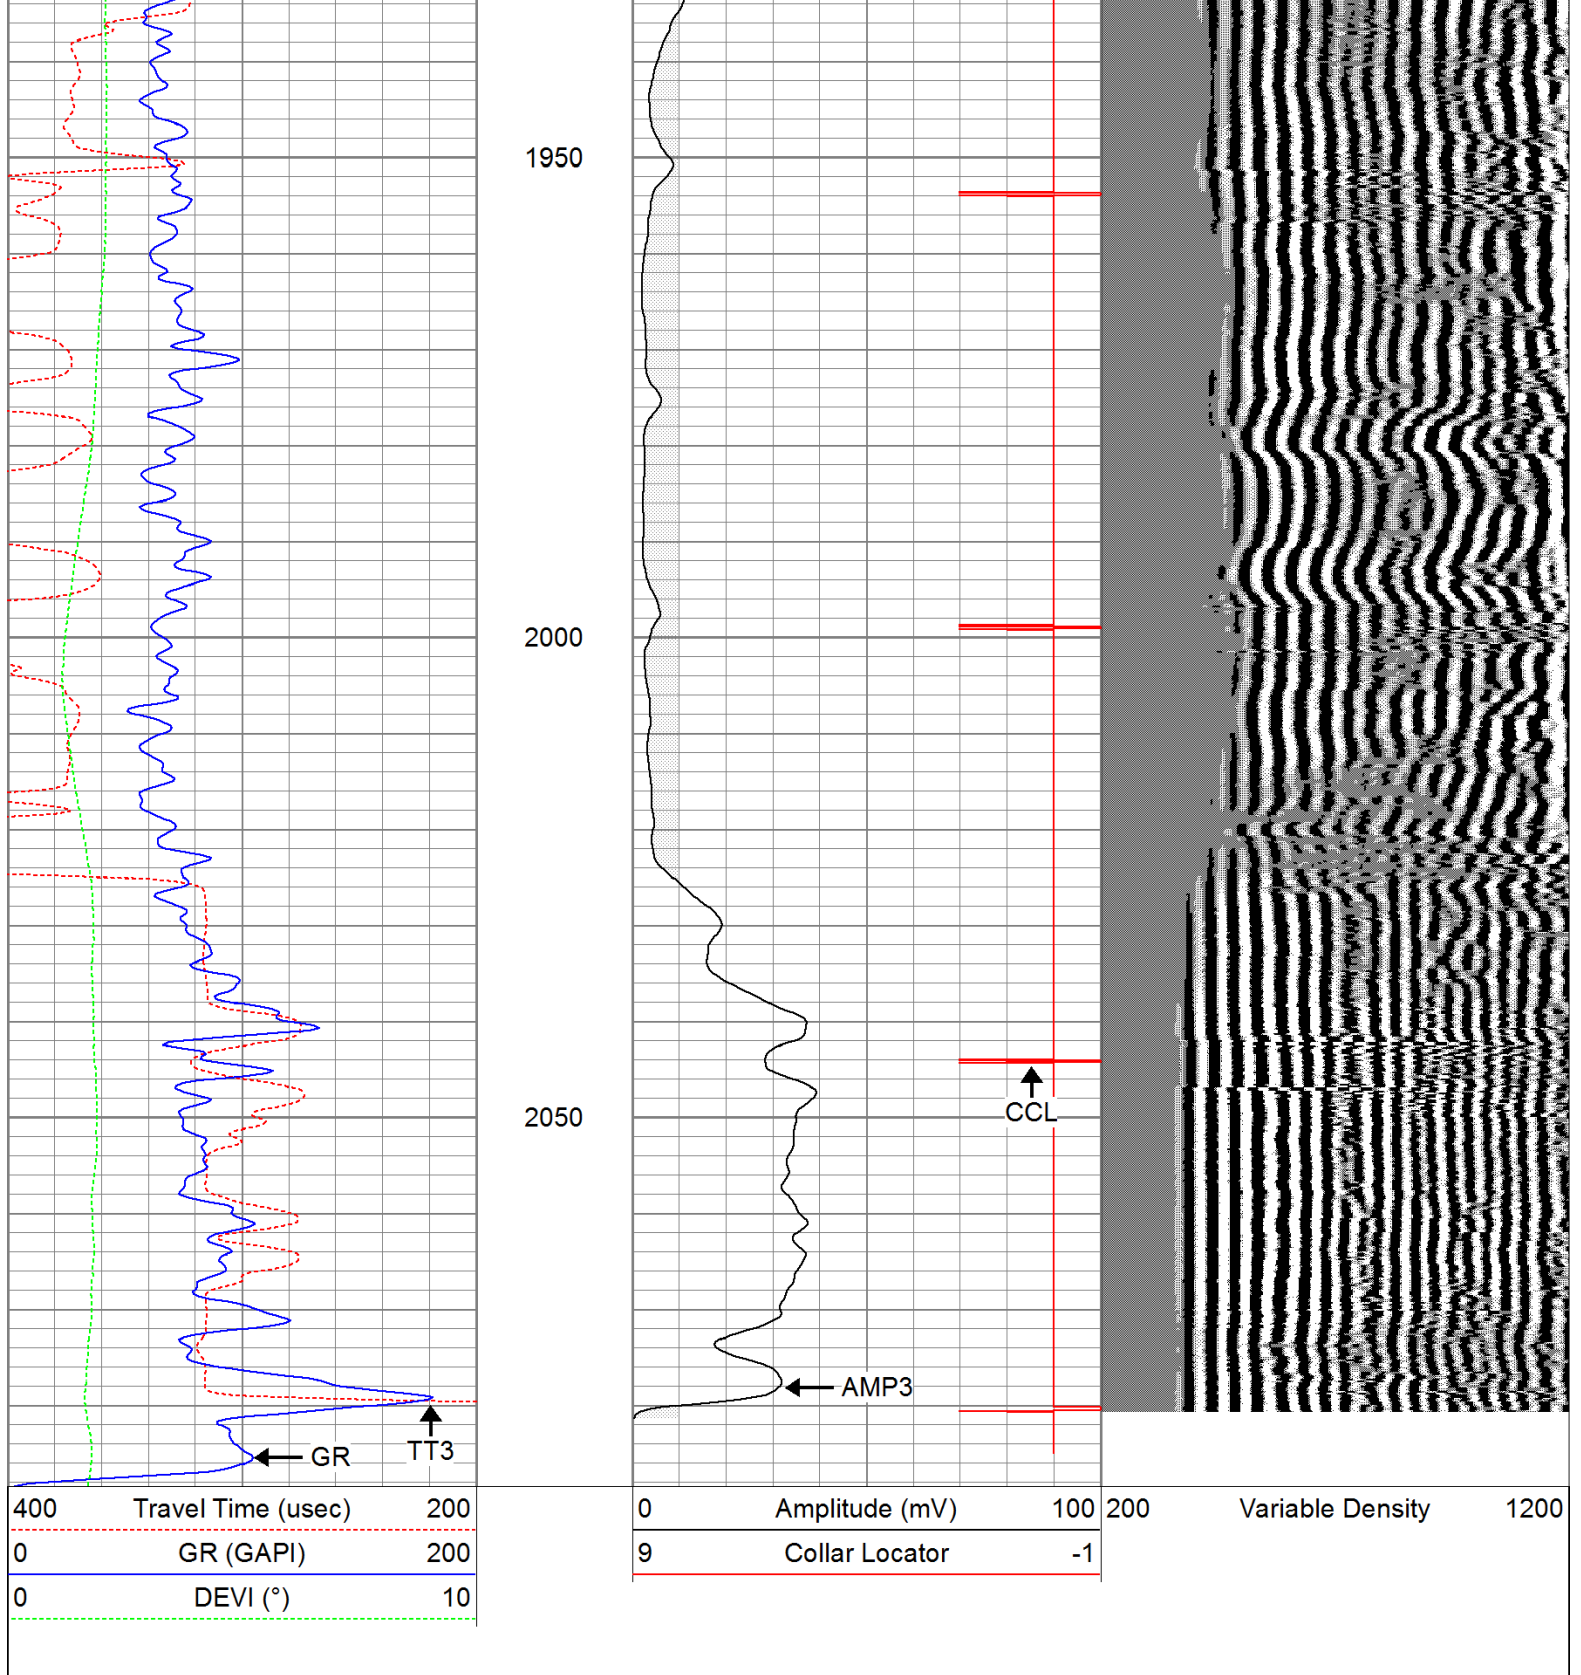 1950
2000
2050
CCL
AMP3
GR
TT3
400 Travel Time (usec) 200
0 GR (GAPI) 200
0 DEVI (°) 10
0 Amplitude (mV) 100
9 Collar Locator -1
200 Variable Density 1200